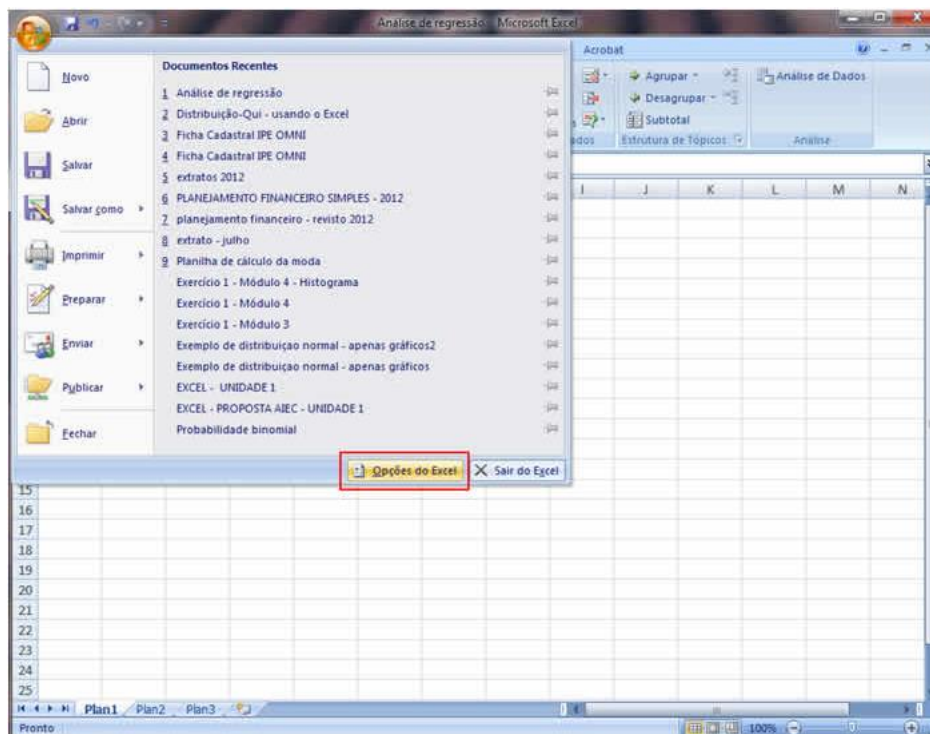 Análise de regressão - Microsoft Excel
Acrobat
Novo
Abrir
Salvar
Salvar como
Imprimir
Preparar
Enviar
Publicar
Fechar
Documentos Recentes
1 Análise de regressão
2 Distribuição-Qui - usando o Excel
3 Ficha Cadastral IPE OMNI
4 Ficha Cadastral IPE OMNI
5 extratos 2012
6 PLANEJAMENTO FINANCEIRO SIMPLES - 2012
7 planejamento financeiro - revisto 2012
8 extrato - julho
9 Planilha de cálculo da moda
Exercício 1 - Módulo 4 - Histograma
Exercício 1 - Módulo 4
Exercício 1 - Módulo 3
Exemplo de distribuiçao normal - apenas gráficos2
Exemplo de distribuiçao normal - apenas gráficos
EXCEL - UNIDADE 1
EXCEL - PROPOSTA AIEC - UNIDADE 1
Probabilidade binomial
Opções do Excel
Sair do Excel
Agrupar
Desagrupar
Subtotal
Estrutura de Tópicos
Análise de Dados
Análise
I J K L M N
15
16
17
18
19
20
21
22
23
24
25
Plan1 Plan2 Plan3
Pronto
100%